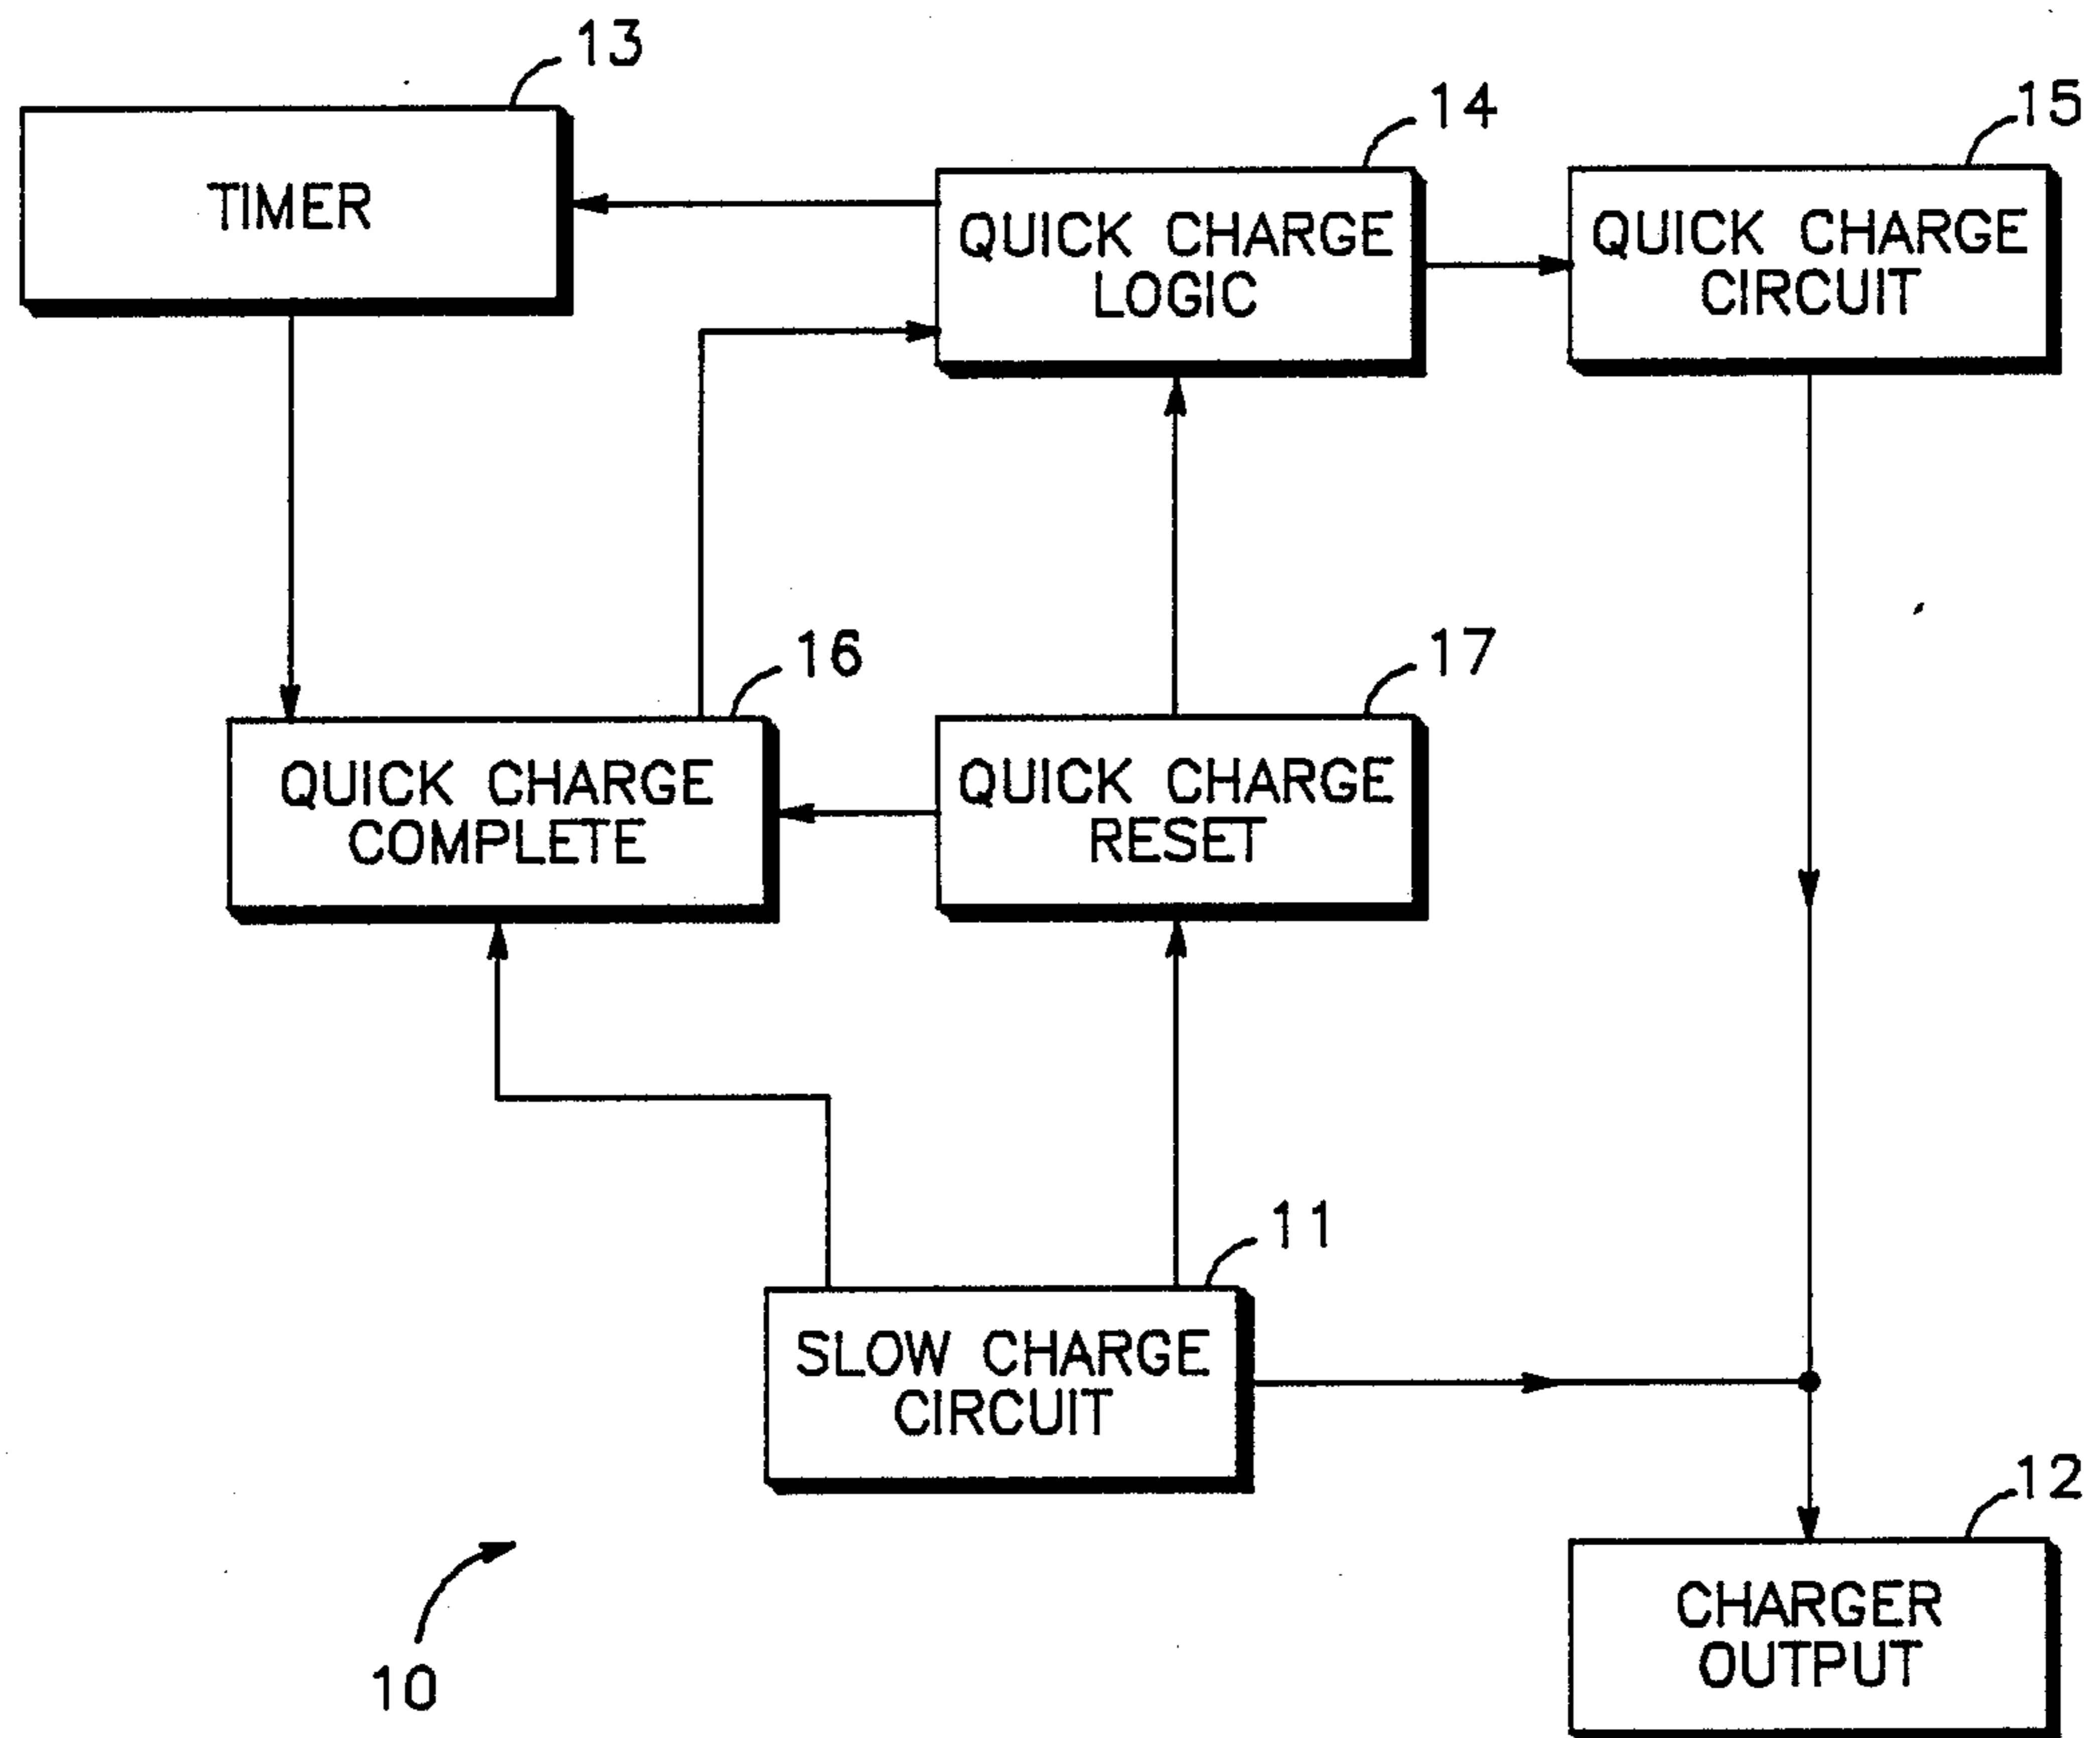 13
TIMER
14
QUICK CHARGE
LOGIC
15
QUICK CHARGE
CIRCUIT
16
QUICK CHARGE
COMPLETE
17
QUICK CHARGE
RESET
11
SLOW CHARGE
CIRCUIT
12
CHARGER
OUTPUT
10